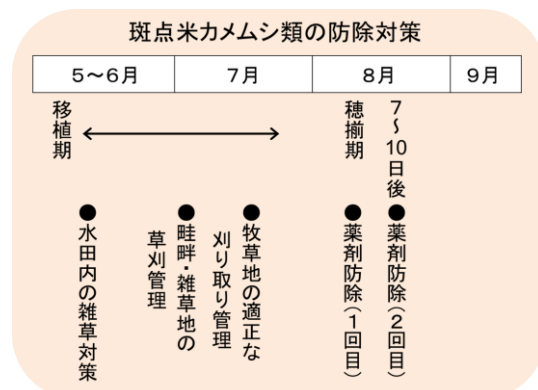 斑点米カメムシ類の防除対策
5～6月
7月
8月
9月
移植期
穂揃期
7～10日後
●水田内の雑草対策
●畦畔・雑草地の
草刈管理
●牧草地の適正な
刈り取り管理
●薬剤防除(1回目)
●薬剤防除(2回目)